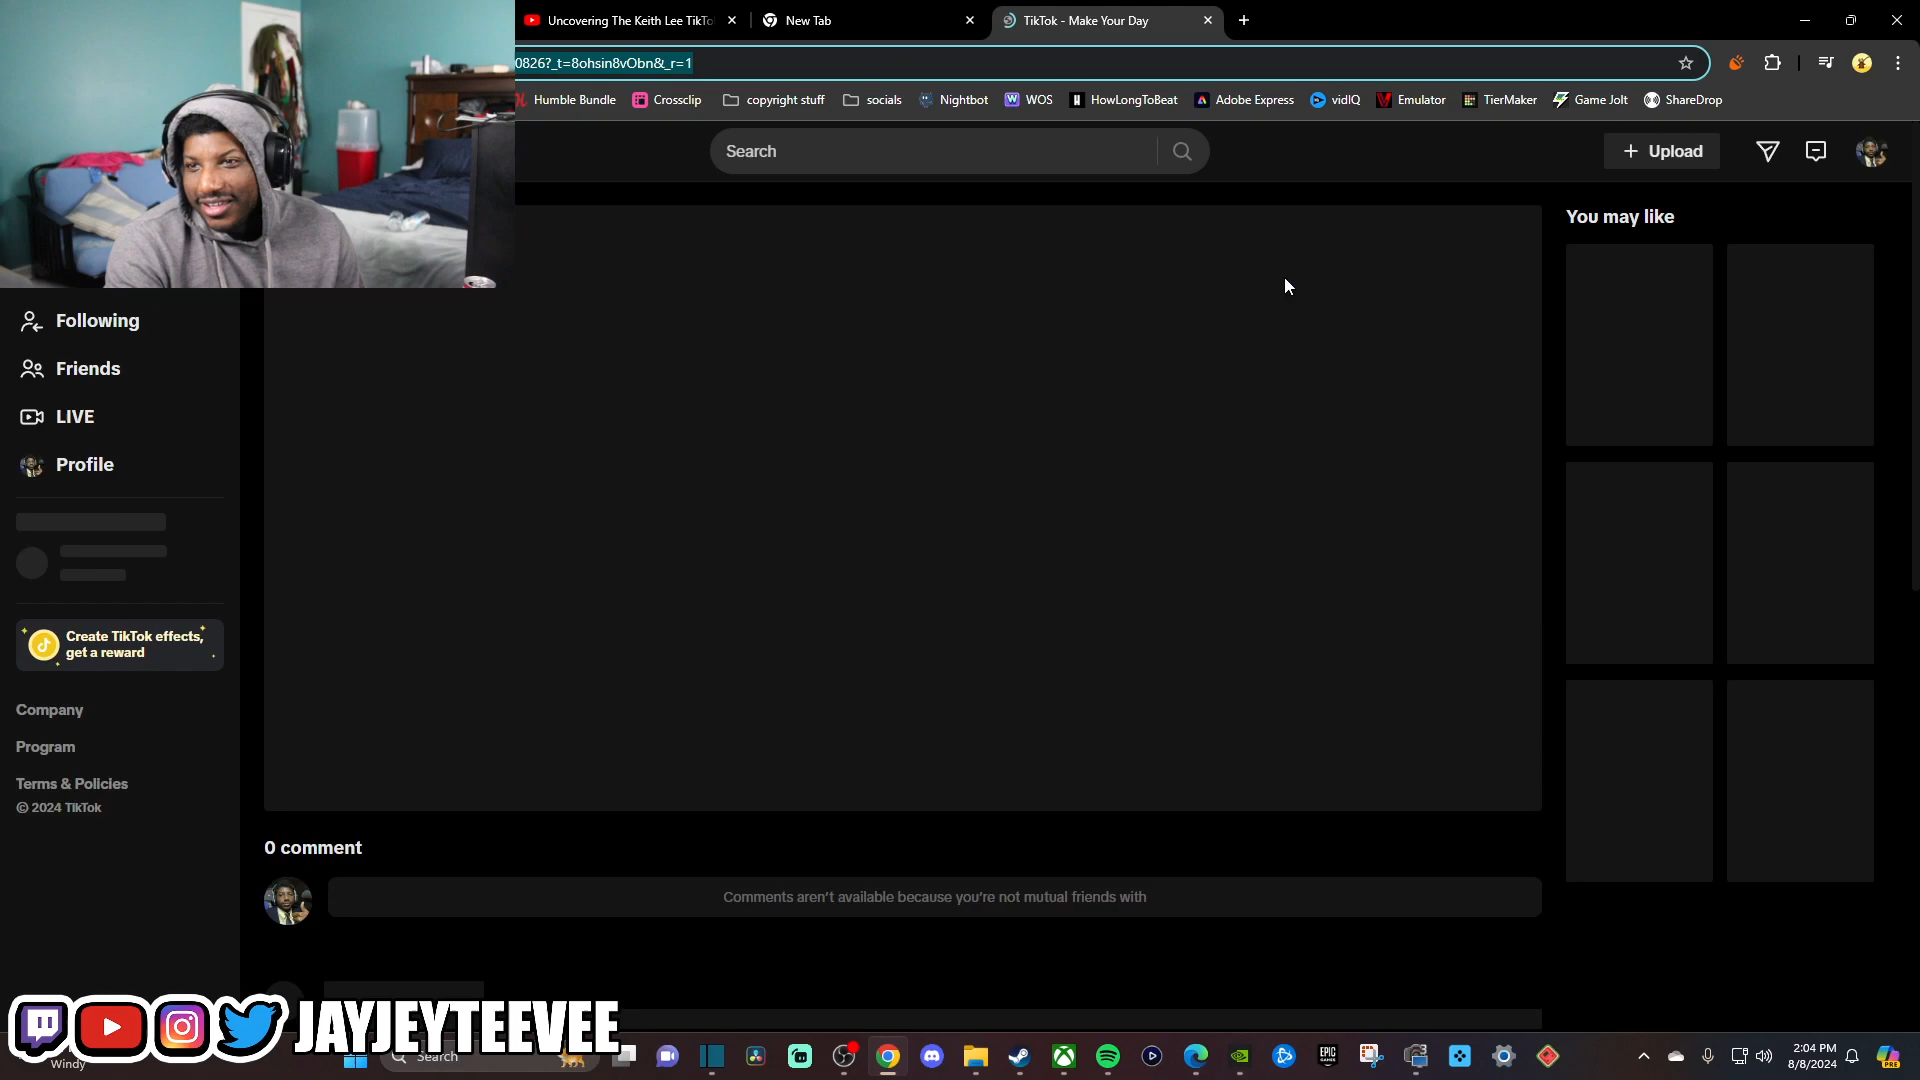 Uncovering The Keith Lee TikTo
New Tab
TikTok - Make Your Day
0826?_t=8ohsin8vObn&_r=1
Humble Bundle
Crossclip
copyright stuff
socials
Nightbot
WOS
HowLongToBeat
Adobe Express
vidIQ
Emulator
TierMaker
Game Jolt
ShareDrop
Search
+ Upload
You may like
Following
Friends
LIVE
Profile
Create TikTok effects,
get a reward
Company
Program
Terms & Policies
© 2024 TikTok
0 comment
Comments aren't available because you're not mutual friends with
JAYJEYTEEVEE
Windy
Search
EPIC
GAMES
PRE
2:04 PM
8/8/2024